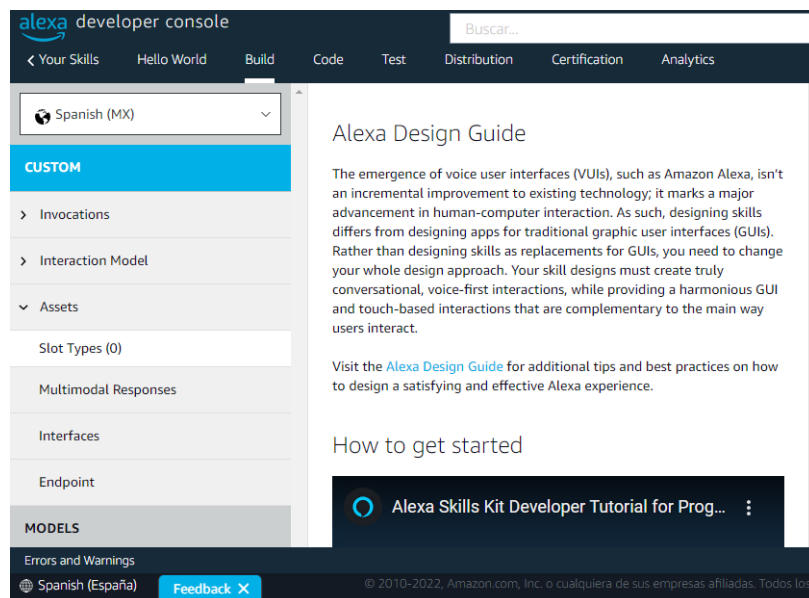 alexa developer console
Buscar...
Your Skills
Hello World
Build
Code
Test
Distribution
Certification
Analytics
Spanish (MX)
CUSTOM
Invocations
Interaction Model
Assets
Slot Types (0)
Multimodal Responses
Interfaces
Endpoint
MODELS
Alexa Design Guide
The emergence of voice user interfaces (VUIs), such as Amazon Alexa, isn't
an incremental improvement to existing technology; it marks a major
advancement in human-computer interaction. As such, designing skills
differs from designing apps for traditional graphic user interfaces (GUIs).
Rather than designing skills as replacements for GUIs, you need to change
your whole design approach. Your skill designs must create truly
conversational, voice-first interactions, while providing a harmonious GUI
and touch-based interactions that are complementary to the main way
users interact.
Visit the Alexa Design Guide for additional tips and best practices on how
to design a satisfying and effective Alexa experience.
How to get started
Alexa Skills Kit Developer Tutorial for Prog...
Errors and Warnings
Spanish (España)
Feedback X
© 2010-2022, Amazon.com, Inc. o cualquiera de sus empresas afiliadas. Todos los